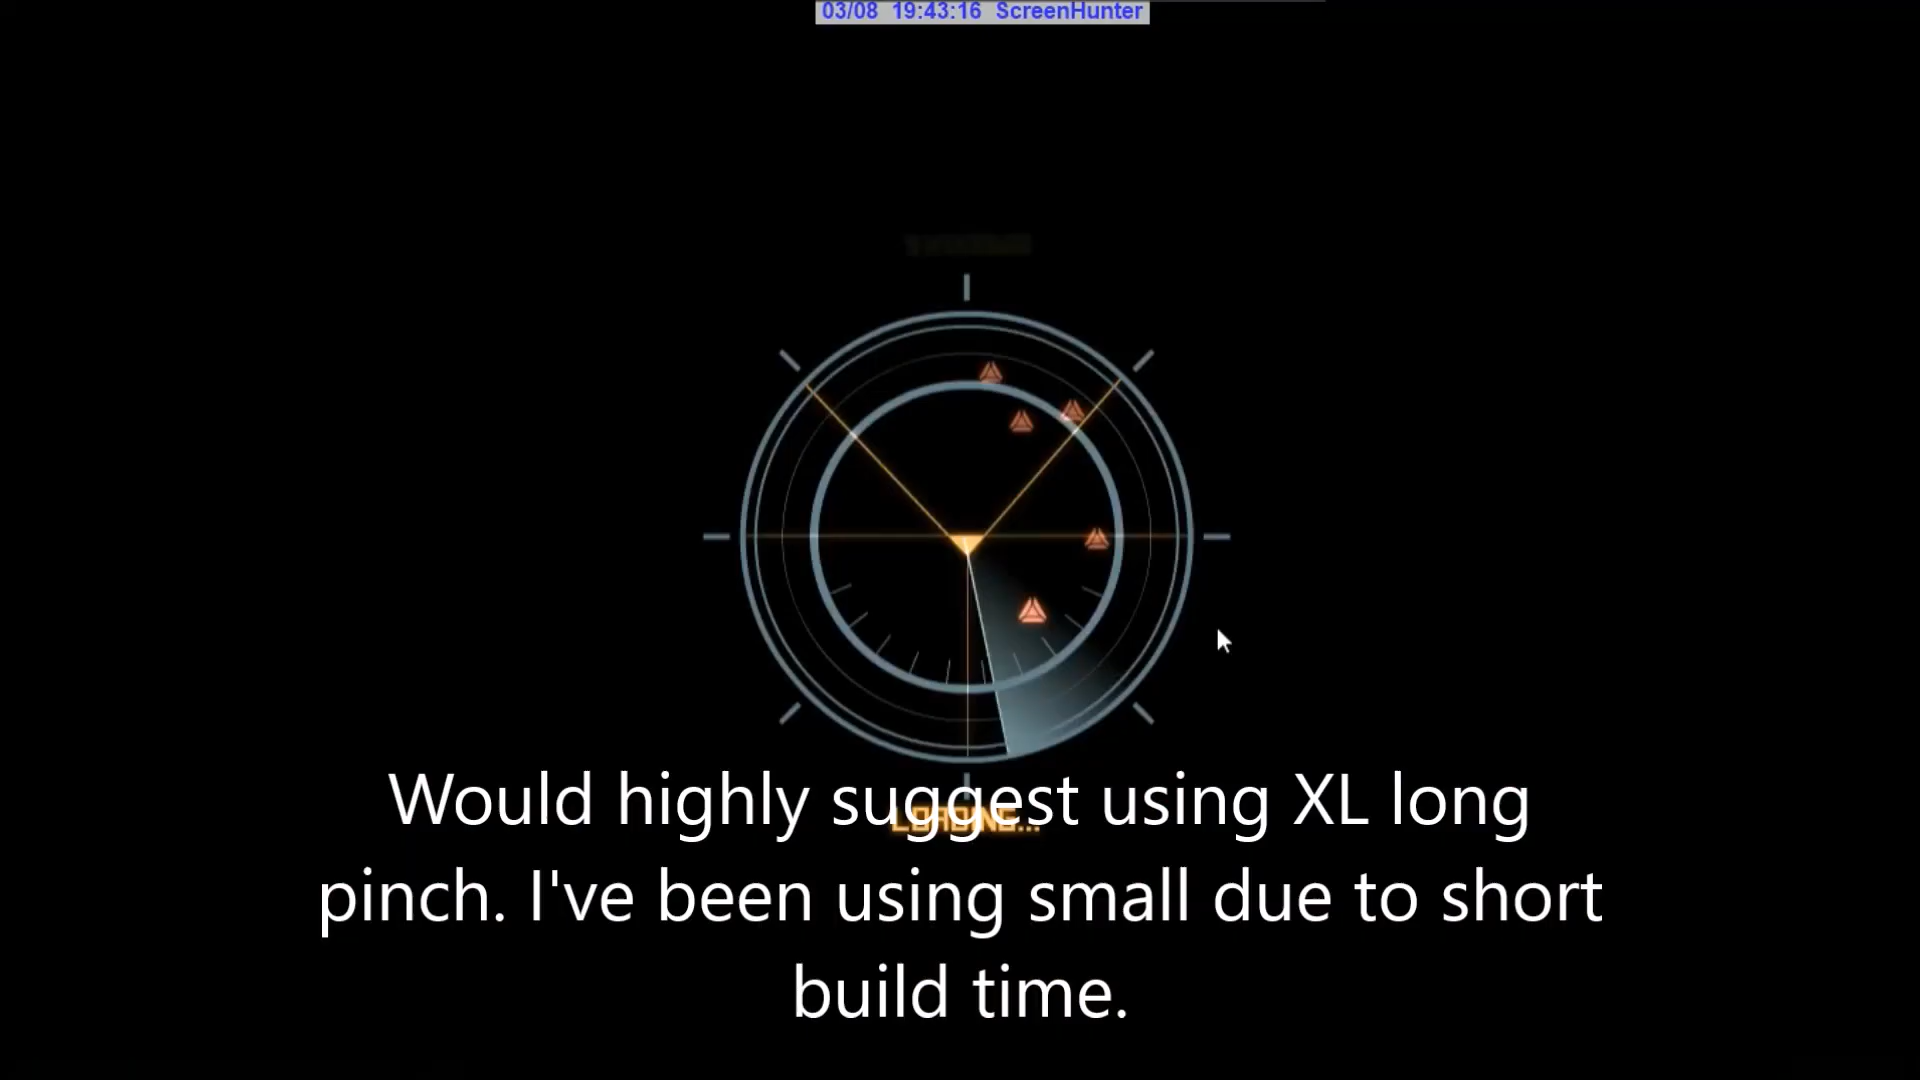 03/08 19:43:16 ScreenHunter
Would highly suggest using XL long
LOADING...
pinch. I've been using small due to short
build time.